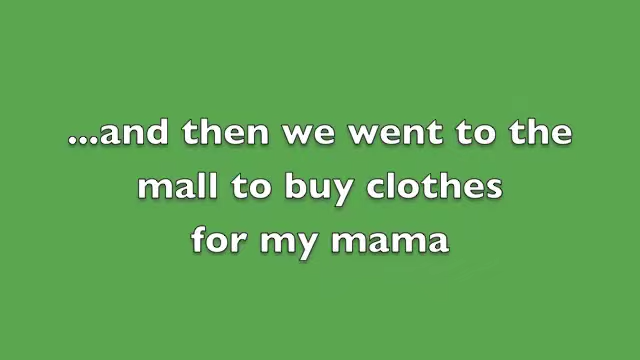 ...and then we went to the
mall to buy clothes
for my mama